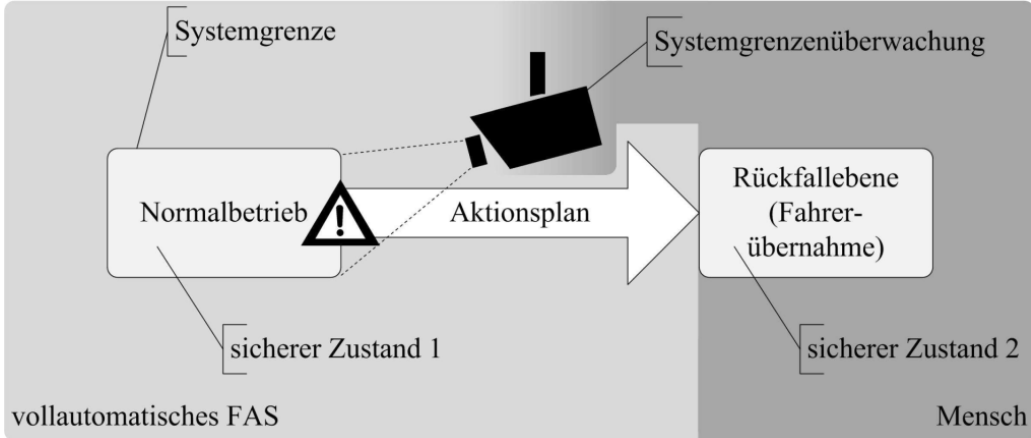 Systemgrenze
Systemgrenzenüberwachung
Normalbetrieb
!
Aktionsplan
Rückfallebene
(Fahrer-
übernahme)
sicherer Zustand 1
sicherer Zustand 2
vollautomatisches FAS
Mensch